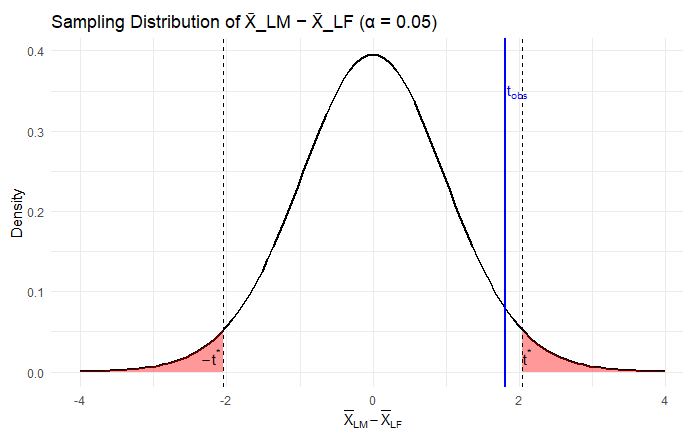 Sampling Distribution of X̄_LM − X̄_LF (α = 0.05)
0.4
0.3
0.2
0.1
0.0
Density
t_obs
−t*
t*
-4
-2
0
2
4
X̄_LM − X̄_LF